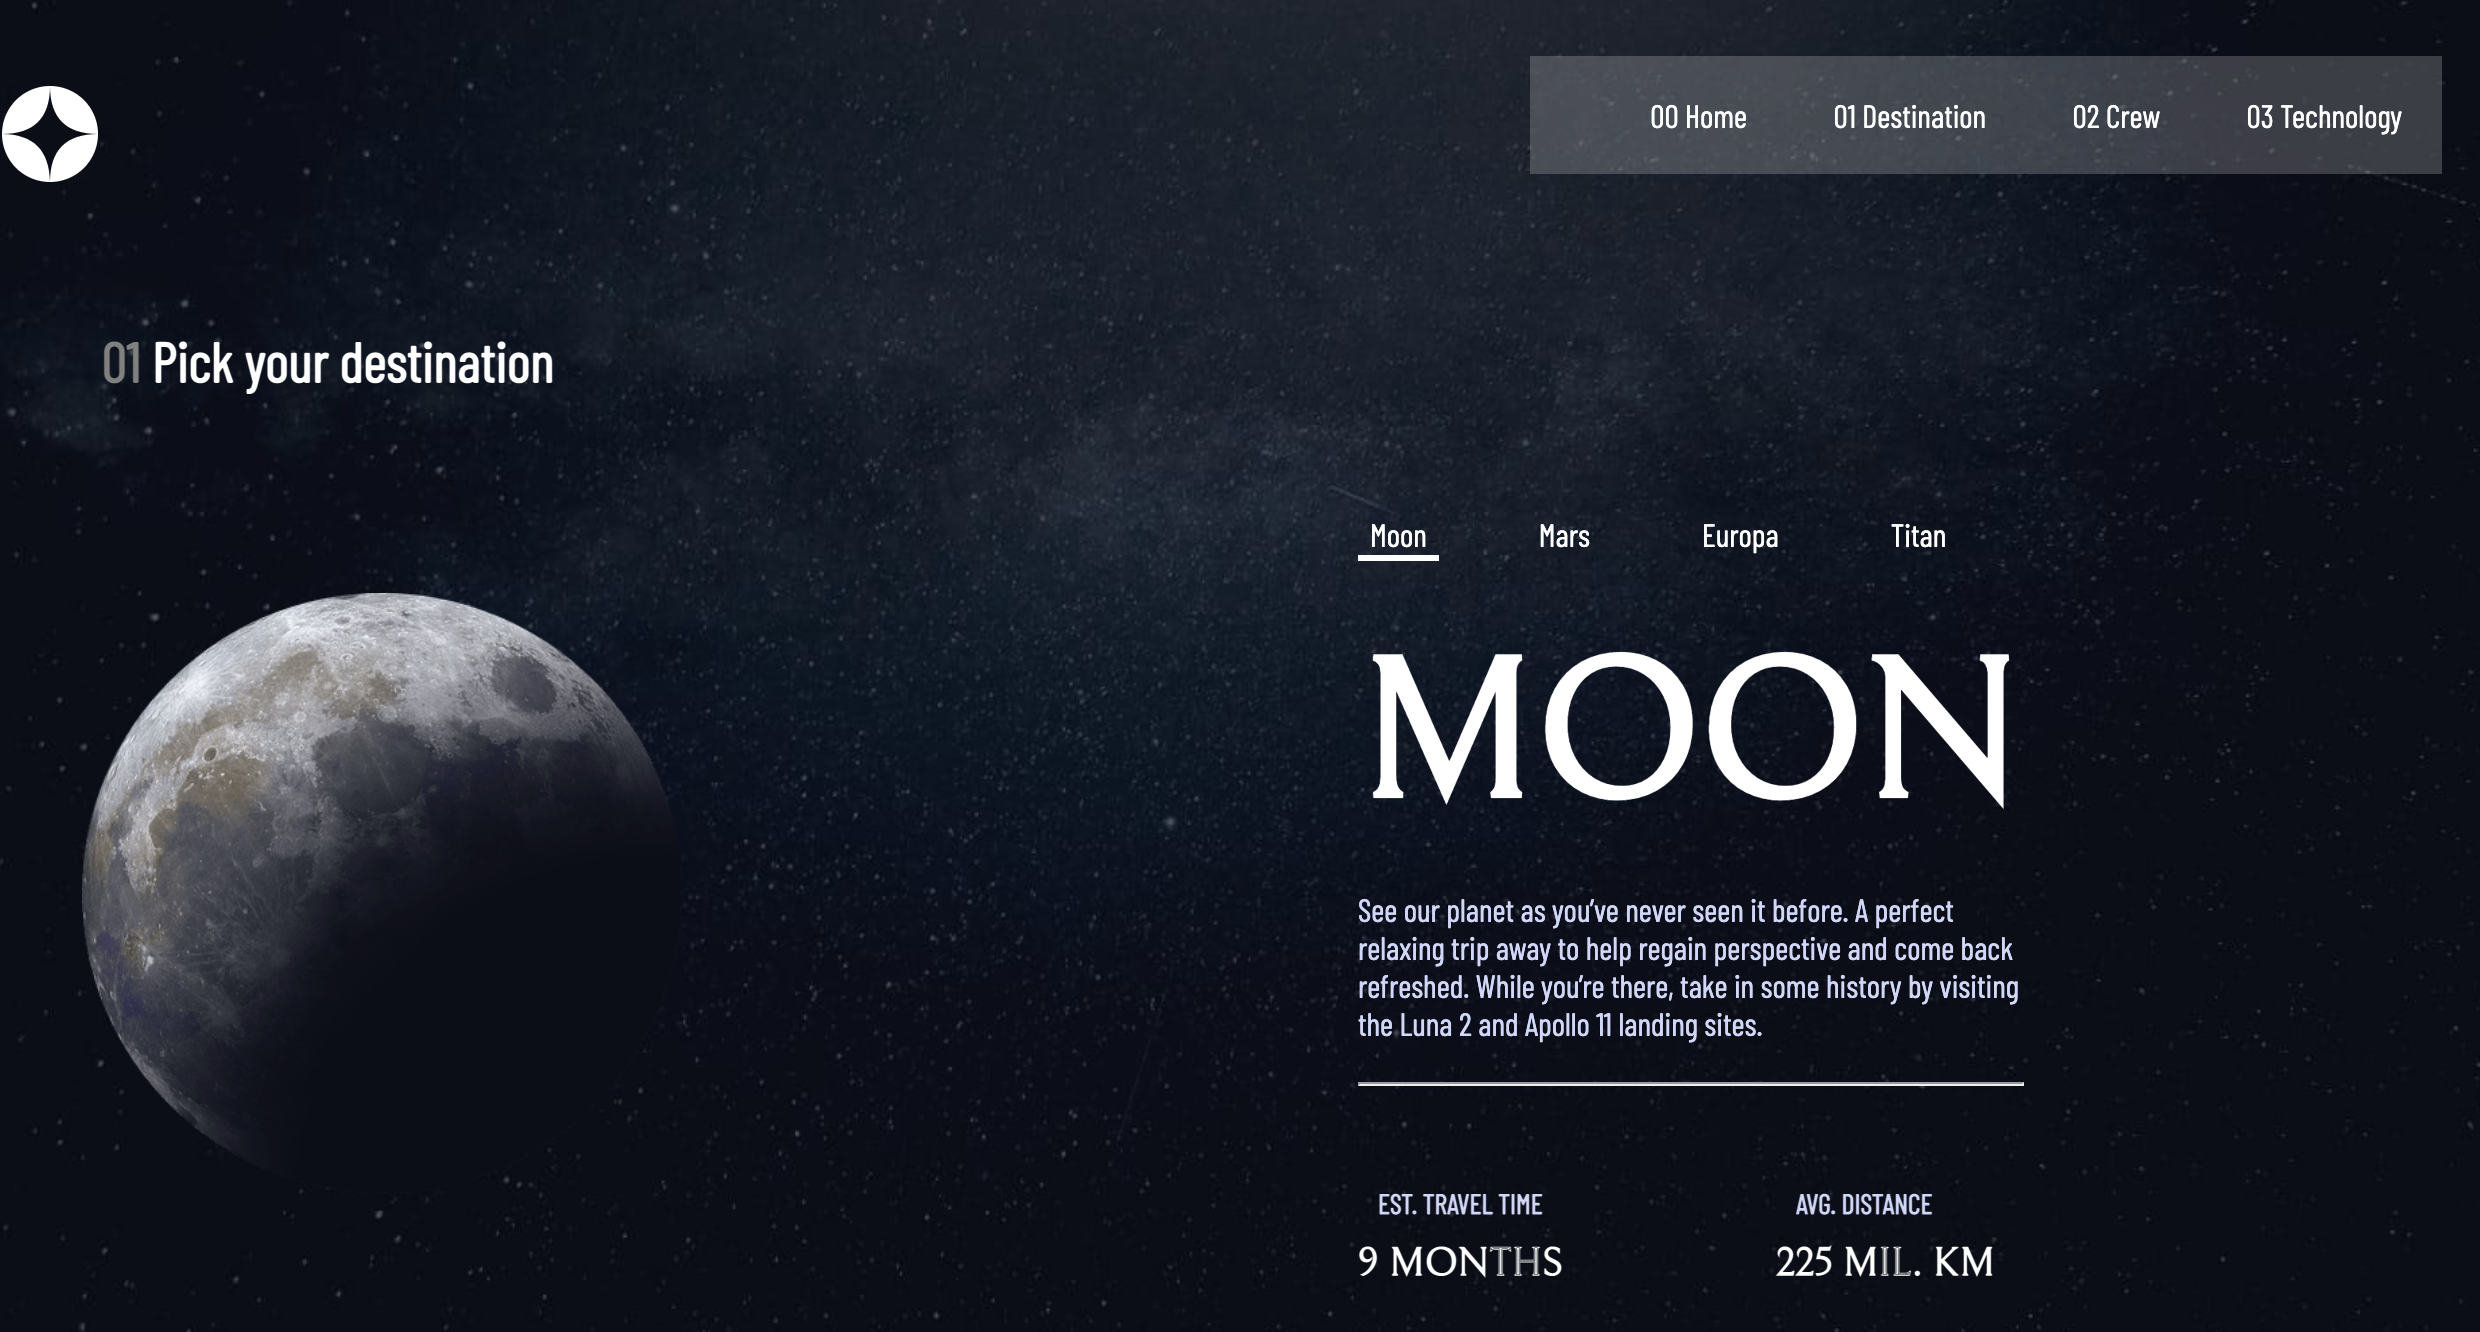 00 Home 01 Destination 02 Crew 03 Technology
01 Pick your destination
Moon Mars Europa Titan
MOON
See our planet as you’ve never seen it before. A perfect
relaxing trip away to help regain perspective and come back
refreshed. While you’re there, take in some history by visiting
the Luna 2 and Apollo 11 landing sites.
EST. TRAVEL TIME AVG. DISTANCE
9 MONTHS 225 MIL. KM